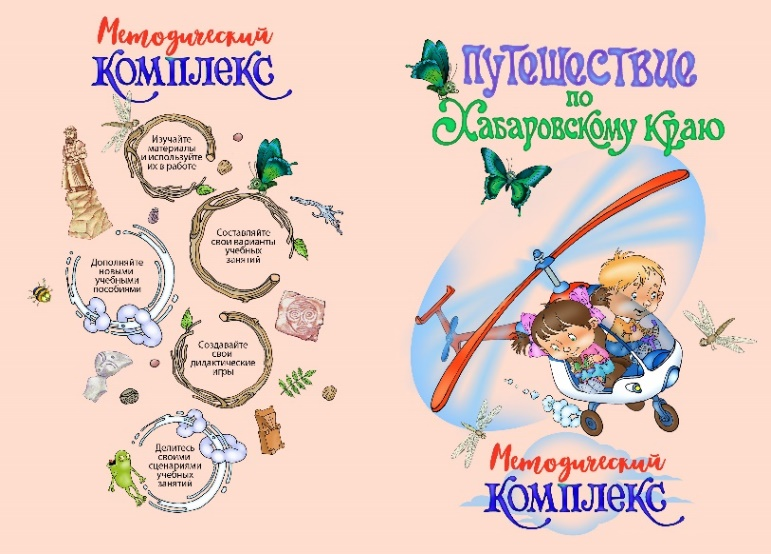 Методический
КОМПЛЕКС
Изучайте
материалы
и используйте
их в работе
Составляйте
свои варианты
учебных
занятий
Дополняйте
новыми
учебными
пособиями
Создавайте
свои
дидактические
игры
Делитесь
своими
сценариями
учебных
занятий
ПУТЕШЕСТВИЕ
по
Хабаровскому Краю
Методический
КОМПЛЕКС